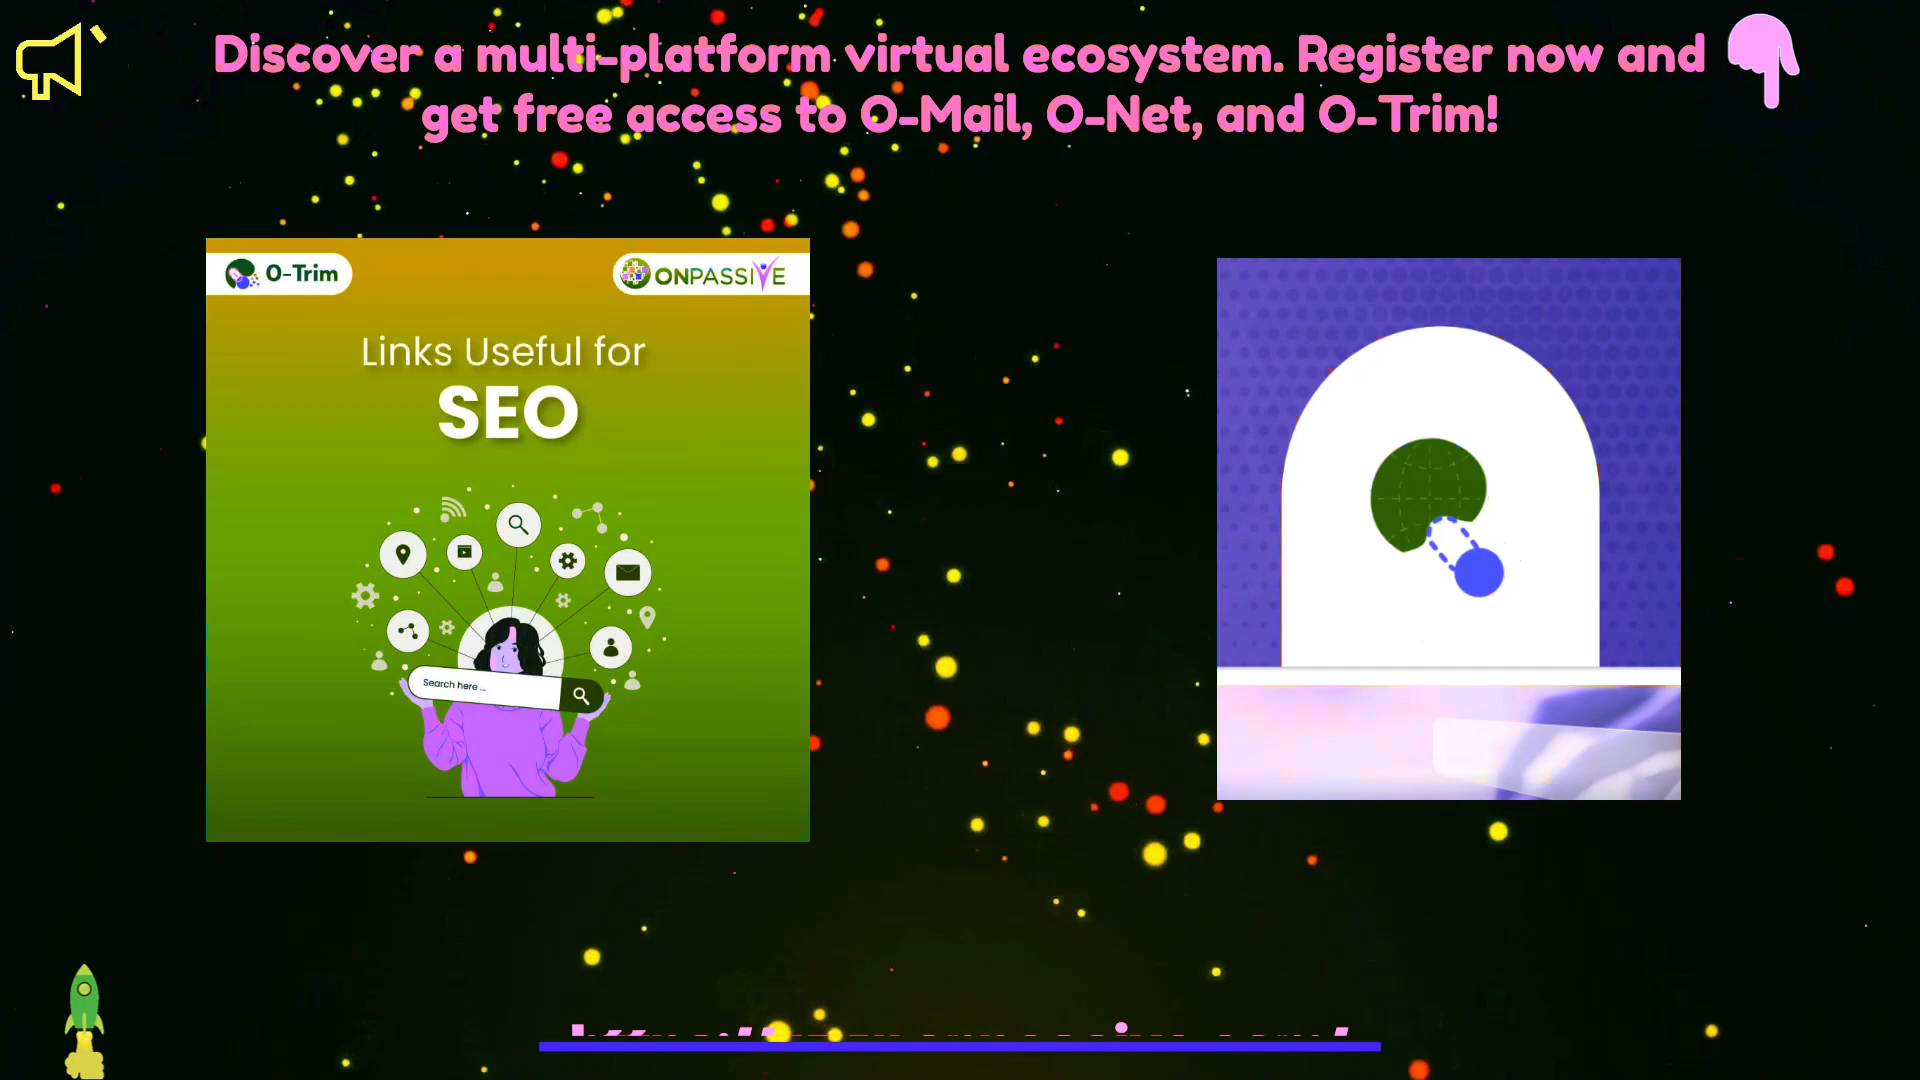 Discover a multi-platform virtual ecosystem. Register now and
get free access to O-Mail, O-Net, and O-Trim!
O-Trim
ONPASSIVE
Links Useful for
SEO
Search here ...